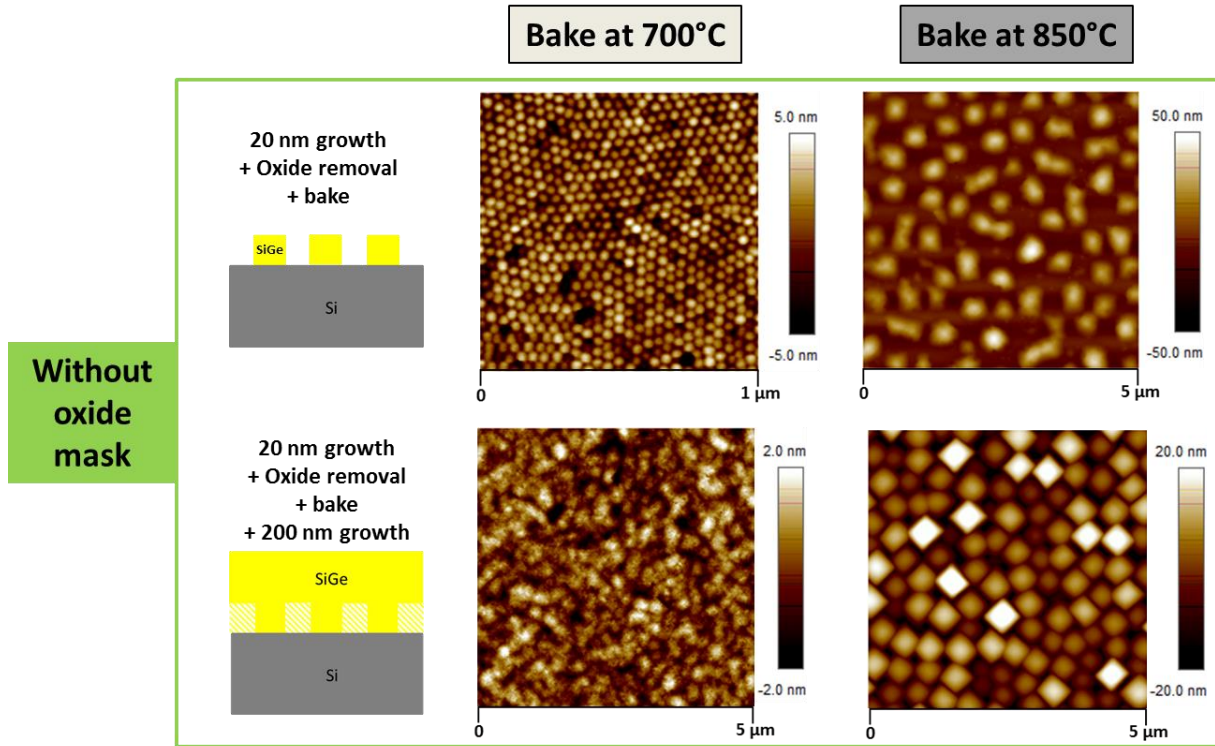 Bake at 700°C
Bake at 850°C
Without
oxide
mask
20 nm growth
+ Oxide removal
+ bake
SiGe
Si
5.0 nm
-5.0 nm
0
1 µm
50.0 nm
-50.0 nm
0
5 µm
20 nm growth
+ Oxide removal
+ bake
+ 200 nm growth
SiGe
Si
2.0 nm
-2.0 nm
0
5 µm
20.0 nm
-20.0 nm
0
5 µm